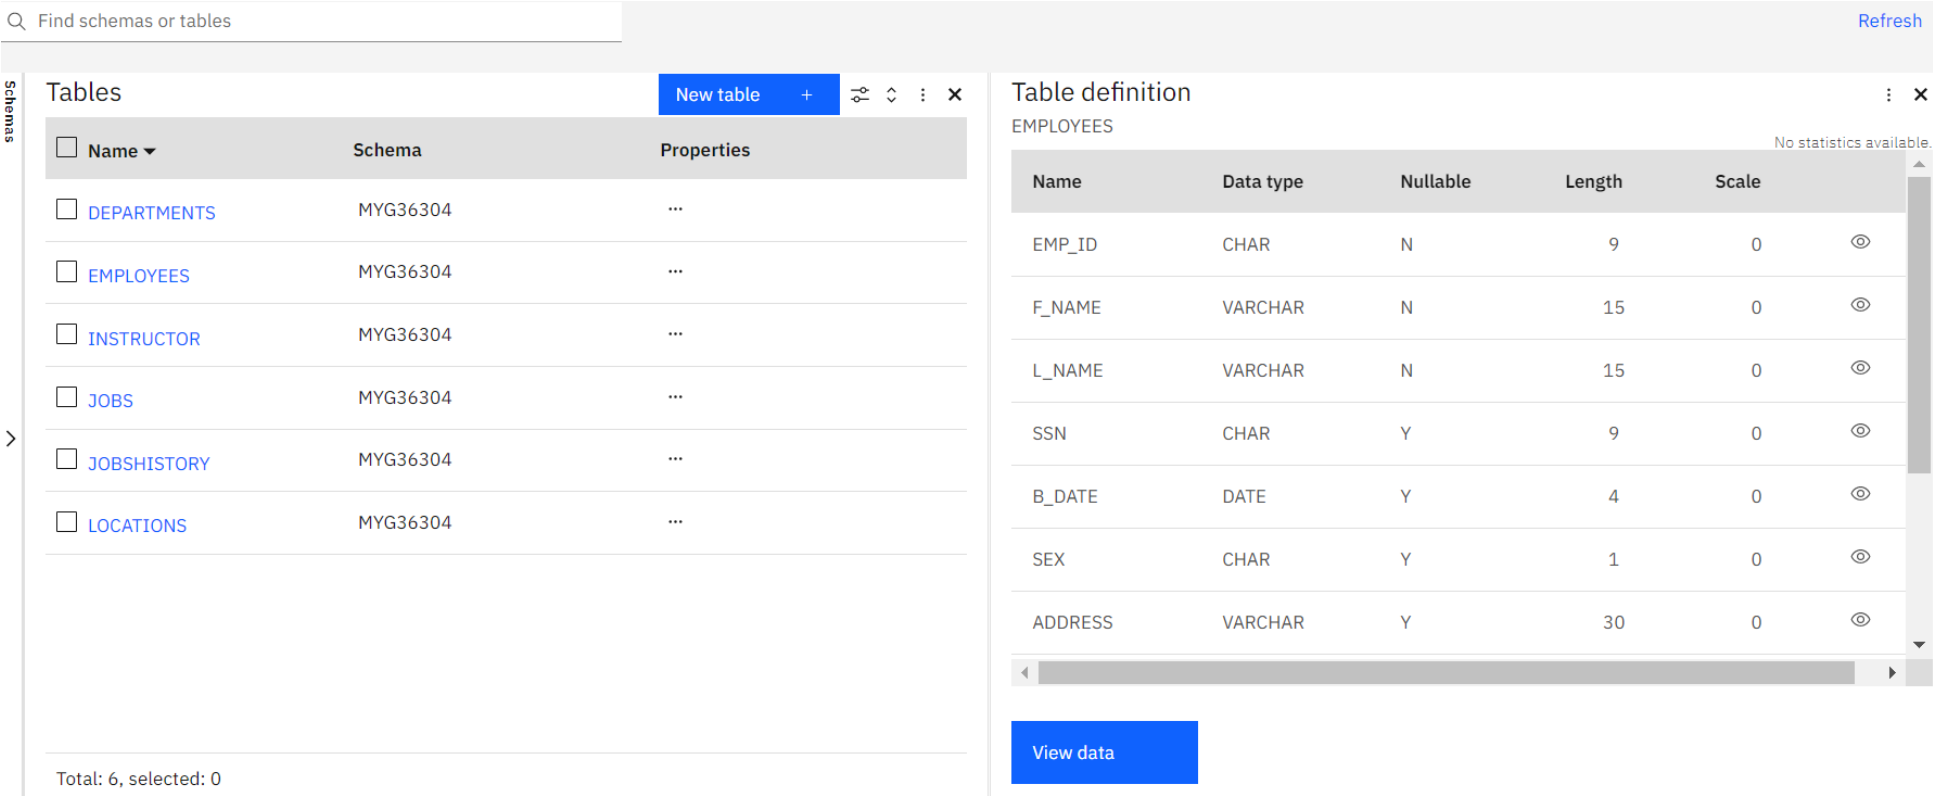 Find schemas or tables
Refresh
Schemas
Tables
New table +
Name Schema Properties
DEPARTMENTS MYG36304 ...
EMPLOYEES MYG36304 ...
INSTRUCTOR MYG36304 ...
JOBS MYG36304 ...
JOBSHISTORY MYG36304 ...
LOCATIONS MYG36304 ...
Total: 6, selected: 0
Table definition
EMPLOYEES
No statistics available.
Name Data type Nullable Length Scale
EMP_ID CHAR N 9 0
F_NAME VARCHAR N 15 0
L_NAME VARCHAR N 15 0
SSN CHAR Y 9 0
B_DATE DATE Y 4 0
SEX CHAR Y 1 0
ADDRESS VARCHAR Y 30 0
View data